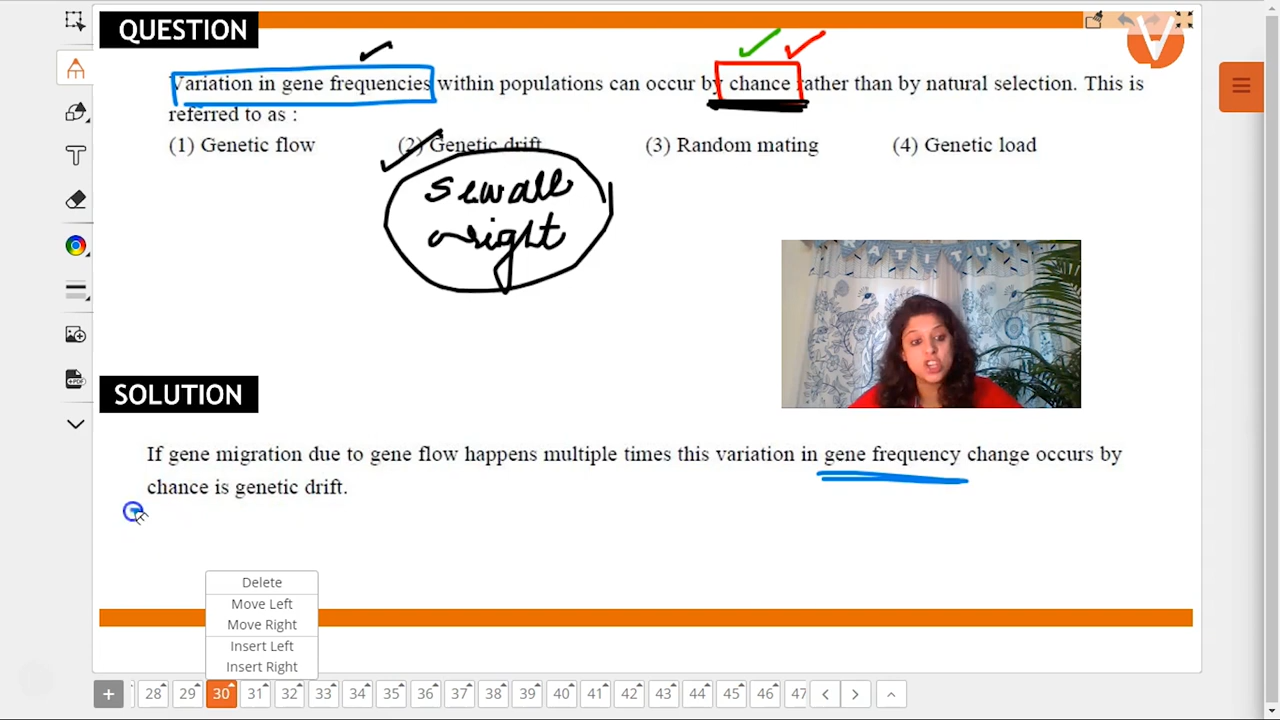 QUESTION
Variation in gene frequencies within populations can occur by chance rather than by natural selection. This is
referred to as :
(1) Genetic flow (2) Genetic drift (3) Random mating (4) Genetic load
sewall
wright
GRATITUD
SOLUTION
If gene migration due to gene flow happens multiple times this variation in gene frequency change occurs by
chance is genetic drift.
Delete
Move Left
Move Right
Insert Left
Insert Right
28 29 30 31 32 33 34 35 36 37 38 39 40 41 42 43 44 45 46 47